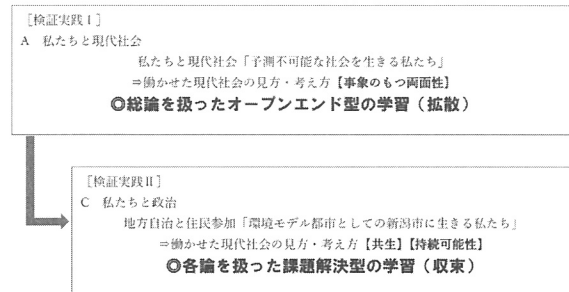 ［検証実践Ⅰ］
A　私たちと現代社会
私たちと現代社会「予測不可能な社会を生きる私たち」
⇒働かせた現代社会の見方・考え方【事象のもつ両面性】
◎総論を扱ったオープンエンド型の学習（拡散）
［検証実践Ⅱ］
C　私たちと政治
地方自治と住民参加「環境モデル都市としての新潟市に生きる私たち」
⇒働かせた現代社会の見方・考え方【共生】【持続可能性】
◎各論を扱った課題解決型の学習（収束）